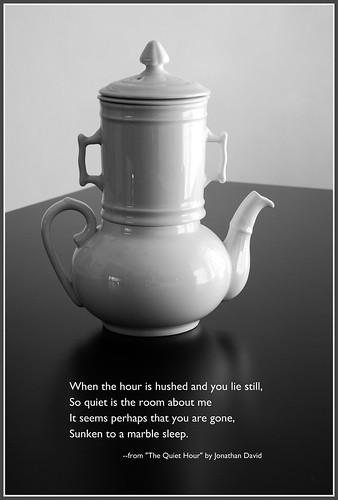 When the hour is hushed and you lie still,
So quiet is the room about me
It seems perhaps that you are gone,
Sunken to a marble sleep.
--from "The Quiet Hour" by Jonathan David